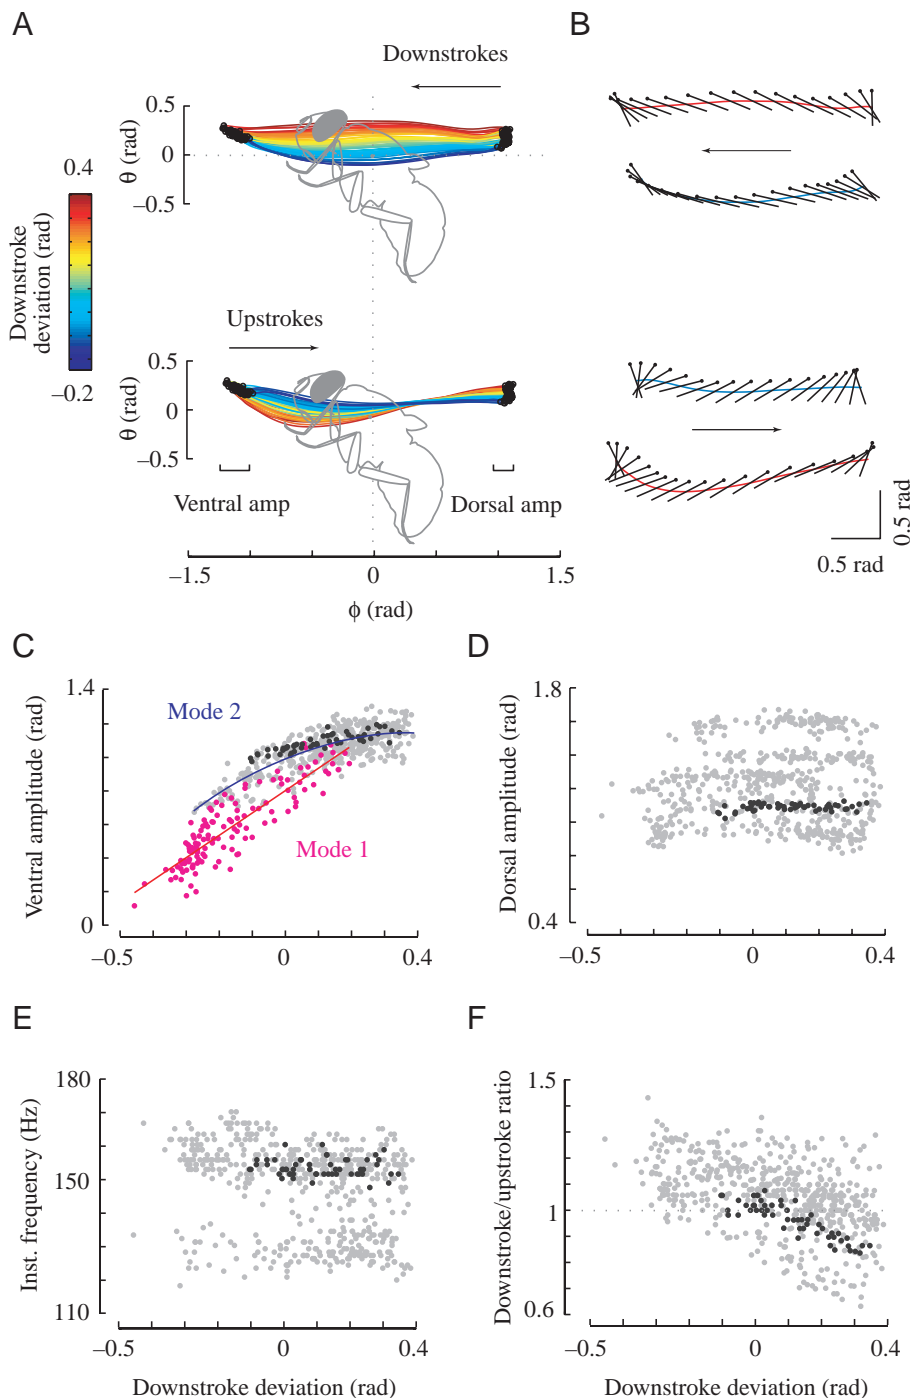 A
B
Downstrokes
0.5
0
–0.5
θ (rad)
0.4
–0.2
Downstroke
deviation (rad)
Upstrokes
0.5
0
–0.5
θ (rad)
Ventral amp
Dorsal amp
–1.5
0
1.5
φ (rad)
0.5 rad
0.5 rad
C
D
1.4
0
Ventral amplitude (rad)
Mode 2
Mode 1
–0.5
0
0.4
1.8
0.4
Dorsal amplitude (rad)
–0.5
0
0.4
E
F
180
150
110
Inst. frequency (Hz)
–0.5
0
0.4
Downstroke deviation (rad)
1.5
1
0.6
Downstroke/upstroke ratio
–0.5
0
0.4
Downstroke deviation (rad)